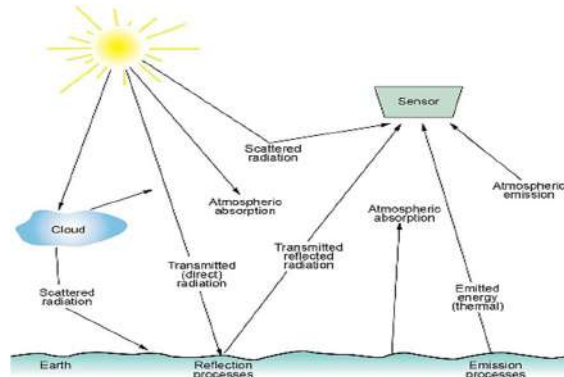 Sensor
Scattered
radiation
Atmospheric
emission
Atmospheric
absorption
Atmospheric
absorption
Cloud
Transmitted
reflected
radiation
Transmitted
(direct)
radiation
Scattered
radiation
Emitted
energy
(thermal)
Earth
Reflection
processes
Emission
processes